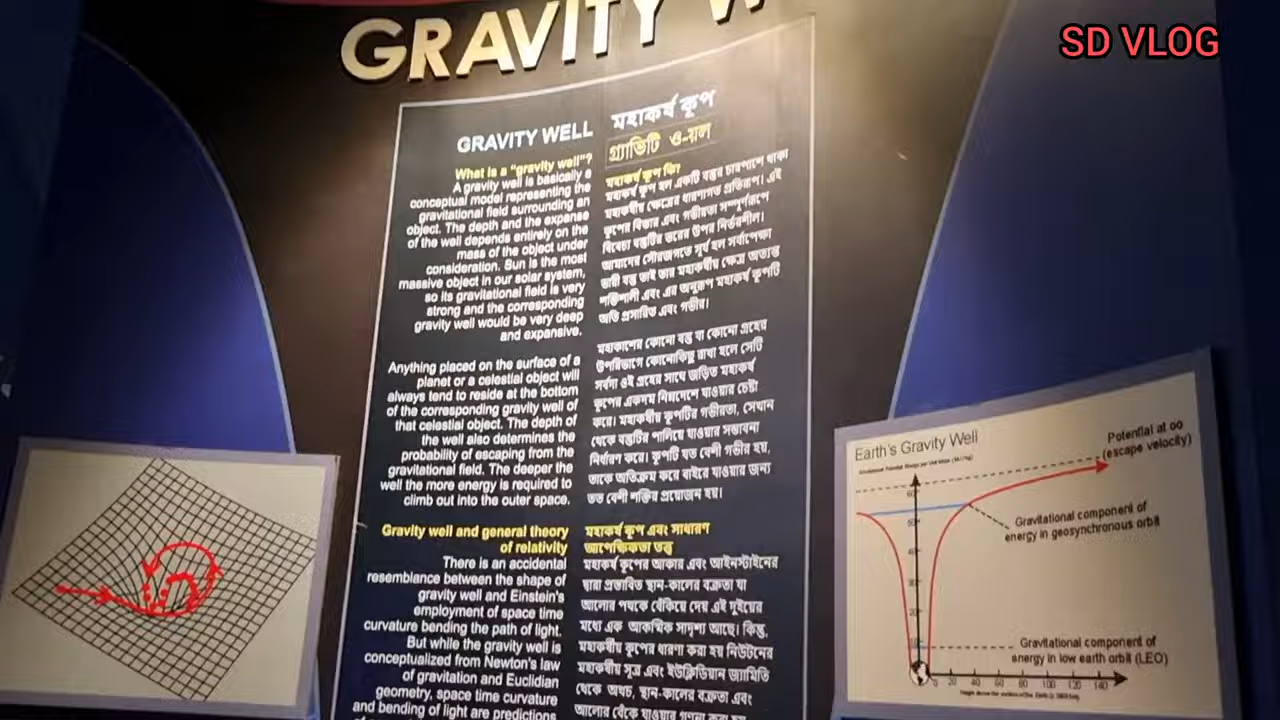 SD VLOG
GRAVITY W
GRAVITY WELL
What is a “gravity well”?
A gravity well is basically a
conceptual model representing the
gravitational field surrounding an
object. The depth and the expanse
of the well depends entirely on the
mass of the object under
consideration. Sun is the most
massive object in our solar system,
so its gravitational field is very
strong and the corresponding
gravity well would be very deep
and expansive.
Anything placed on the surface of a
planet or a celestial object will
always tend to reside at the bottom
of the corresponding gravity well of
that celestial object. The depth of
the well also determines the
probability of escaping from the
gravitational field. The deeper the
well the more energy is required to
climb out into the outer space.
Gravity well and general theory
of relativity
There is an accidental
resemblance between the shape of
gravity well and Einstein's
employment of space time
curvature bending the path of light.
But while the gravity well is
conceptualized from Newton's law
of gravitation and Euclidian
geometry, space time curvature
and bending of light are predictions
মহাকর্ষ কূপ
গ্র্যাভিটি ও-য়ল
মহাকর্ষ কূপ কি?
মহাকর্ষ কূপ হল একটি বস্তুর চারপাশে থাকা
মহাকর্ষীয় ক্ষেত্রের ধারণাগত প্রতিরূপ। এই
কূপের বিস্তার এবং গভীরতা সম্পূর্ণরূপে
বিবেচ্য বস্তুটির ভরের উপর নির্ভরশীল।
আমাদের সৌরজগতে সূর্য হল সর্বাপেক্ষা
ভারী বস্তু তাই তার মহাকর্ষীয় ক্ষেত্র অত্যন্ত
শক্তিশালী এবং এর অনুরূপ মহাকর্ষ কূপটি
অতি প্রসারিত এবং গভীর।
মহাকাশের কোনো বস্তু বা কোনো গ্রহের
উপরিভাগে কোনোকিছু রাখা হলে সেটি
সর্বদা ওই গ্রহের সাথে জড়িত মহাকর্ষ
কূপের একদম নিম্নদেশে যাওয়ার চেষ্টা
করে। মহাকর্ষীয় কূপটির গভীরতা, সেখান
থেকে বস্তুটির পালিয়ে যাওয়ার সম্ভাবনা
নির্ধারণ করে। কূপটি যত বেশী গভীর হয়,
তাকে অতিক্রম করে বাইরে যাওয়ার জন্য
তত বেশী শক্তির প্রয়োজন হয়।
মহাকর্ষ কূপ এবং সাধারণ
আপেক্ষিকতা তত্ত্ব
মহাকর্ষ কূপের আকার এবং আইনস্টাইনের
দ্বারা প্রভাবিত স্থান-কালের বক্রতা যা
আলোর পথকে বেঁকিয়ে দেয় এই দুইয়ের
মধ্যে এক আকস্মিক সাদৃশ্য আছে। কিন্তু,
মহাকর্ষীয় কূপের ধারণা করা হয় নিউটনের
মহাকর্ষীয় সূত্র এবং ইউক্লিডিয়ান জ্যামিতি
থেকে অথচ, স্থান-কালের বক্রতা এবং
আলোর বেঁকে যাওয়ার গণনা করা হয়
Earth's Gravity Well
Potential at oo
(escape velocity)
Gravitational component of
energy in geosynchronous orbit
Gravitational component of
energy in low earth orbit (LEO)
0 20 40 60 80 100 120 140